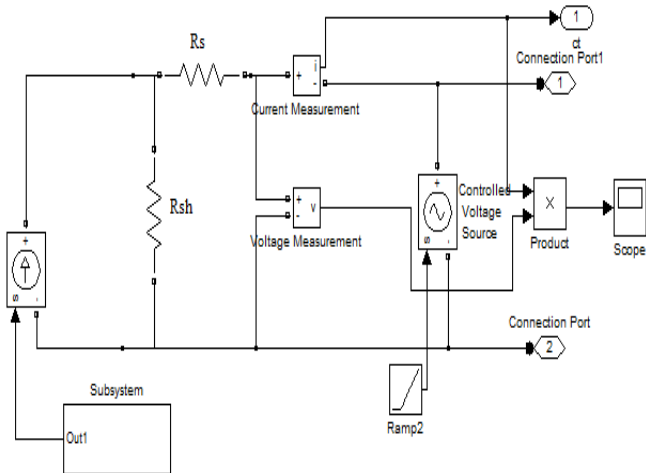 1
ct
Rs
i
+
-
Connection Port1
1
Current Measurement
Rsh
+
-
v
Voltage Measurement
+
s
-
Controlled
Voltage
Source
X
Product
Scope
+
s
-
Connection Port
2
Subsystem
Out1
Ramp2